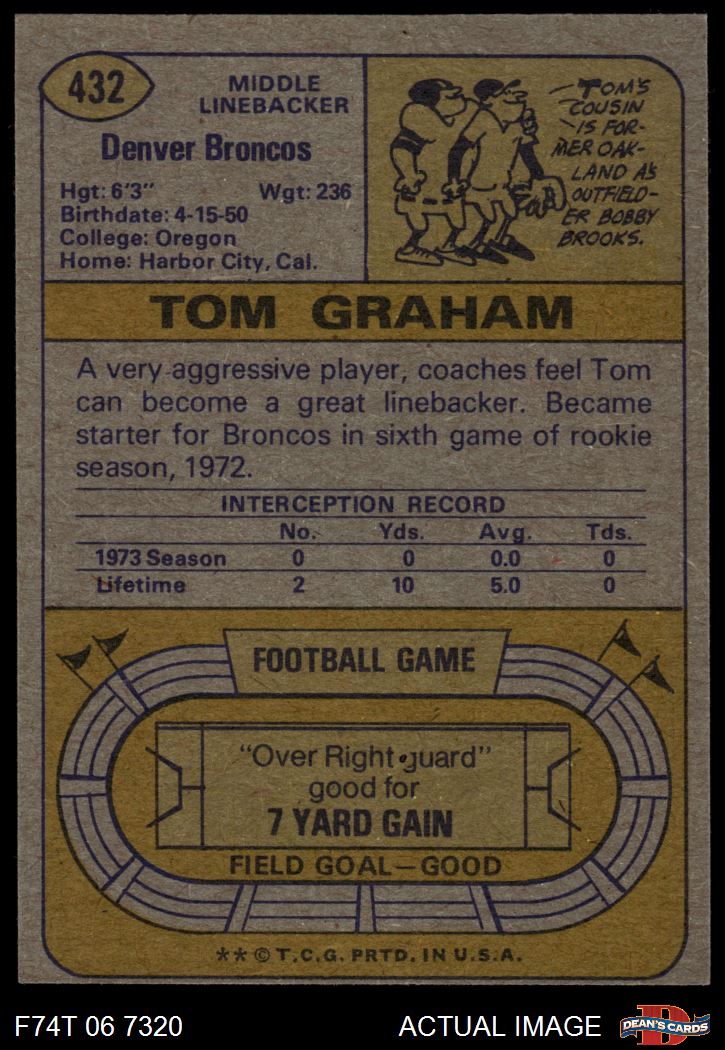 432
MIDDLE
LINEBACKER
Denver Broncos
Hgt: 6'3" Wgt: 236
Birthdate: 4-15-50
College: Oregon
Home: Harbor City, Cal.
TOM'S
COUSIN
IS FOR-
MER OAK-
LAND A'S
OUTFIELD-
ER BOBBY
BROOKS.
TOM GRAHAM
A very aggressive player, coaches feel Tom
can become a great linebacker. Became
starter for Broncos in sixth game of rookie
season, 1972.
INTERCEPTION RECORD
No. Yds. Avg. Tds.
1973 Season 0 0 0.0 0
Lifetime 2 10 5.0 0
FOOTBALL GAME
"Over Right guard"
good for
7 YARD GAIN
FIELD GOAL—GOOD
**© T.C.G. PRTD. IN U.S.A.
F74T 06 7320 ACTUAL IMAGE
D
DEAN'S CARDS